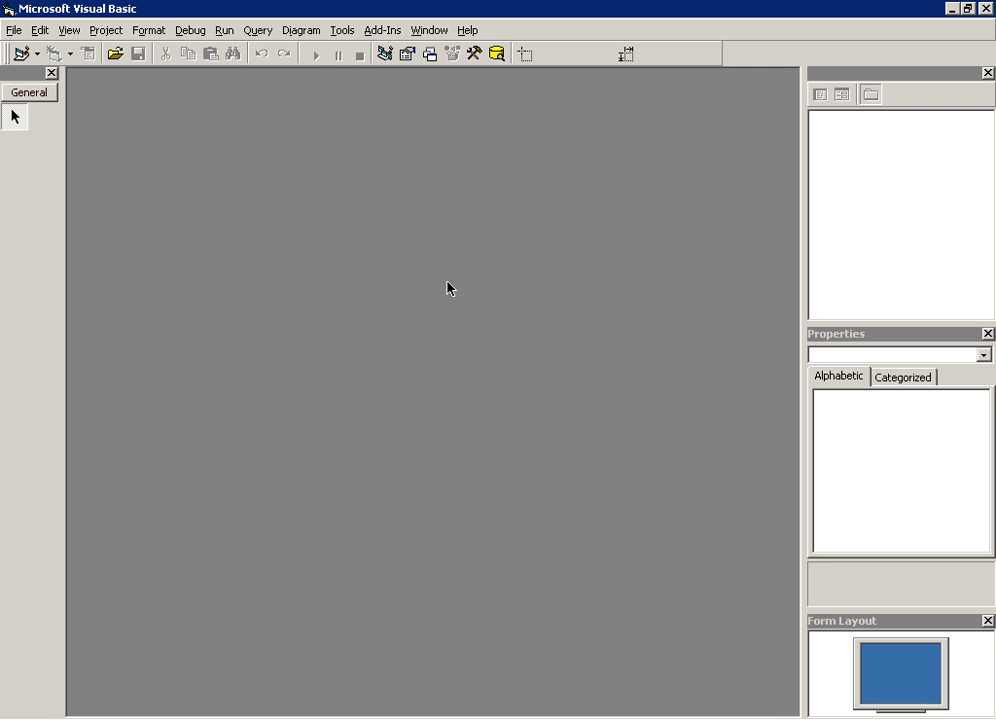 Microsoft Visual Basic
File Edit View Project Format Debug Run Query Diagram Tools Add-Ins Window Help
General
Properties
Alphabetic Categorized
Form Layout